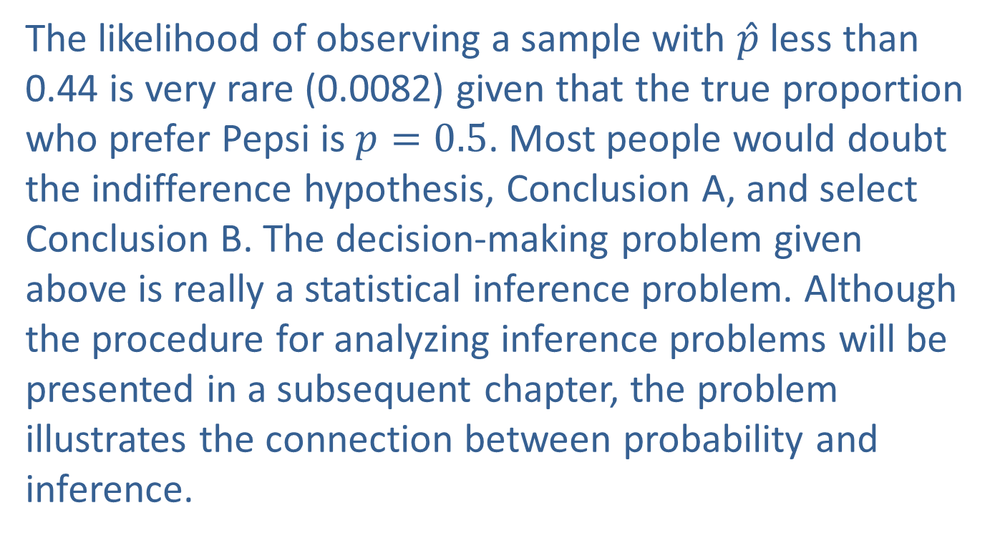 The likelihood of observing a sample with p̂ less than
0.44 is very rare (0.0082) given that the true proportion
who prefer Pepsi is p = 0.5. Most people would doubt
the indifference hypothesis, Conclusion A, and select
Conclusion B. The decision-making problem given
above is really a statistical inference problem. Although
the procedure for analyzing inference problems will be
presented in a subsequent chapter, the problem
illustrates the connection between probability and
inference.